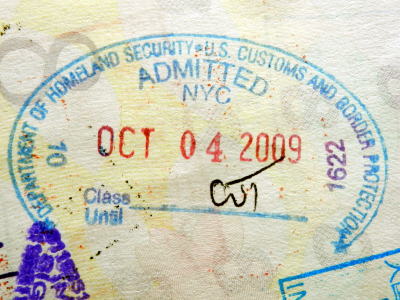 DEPARTMENT OF HOMELAND SECURITY - U.S. CUSTOMS AND BORDER PROTECTION
ADMITTED
NYC
OCT 04 2009
10
1622
Class
Until